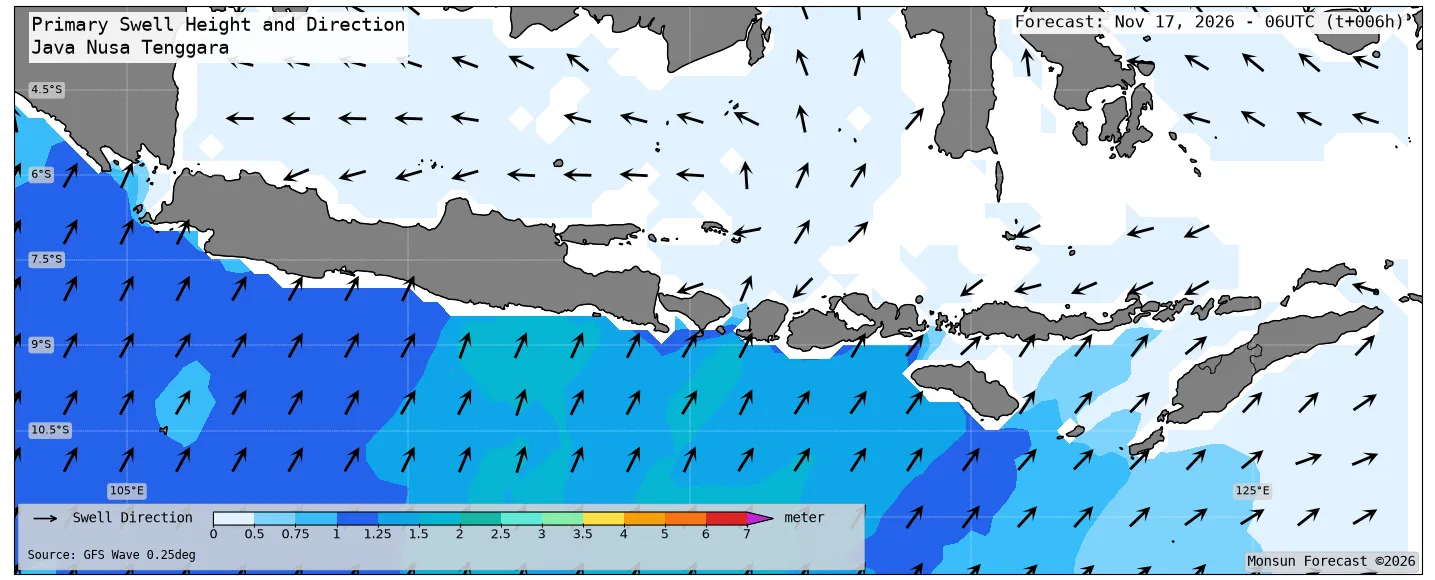 Primary Swell Height and Direction
Java Nusa Tenggara
Forecast: Nov 17, 2026 - 06UTC (t+006h)
4.5°S
6°S
7.5°S
9°S
10.5°S
105°E
125°E
Swell Direction
0 0.5 0.75 1 1.25 1.5 2 2.5 3 3.5 4 5 6 7
meter
Source: GFS Wave 0.25deg
Monsun Forecast ©2026